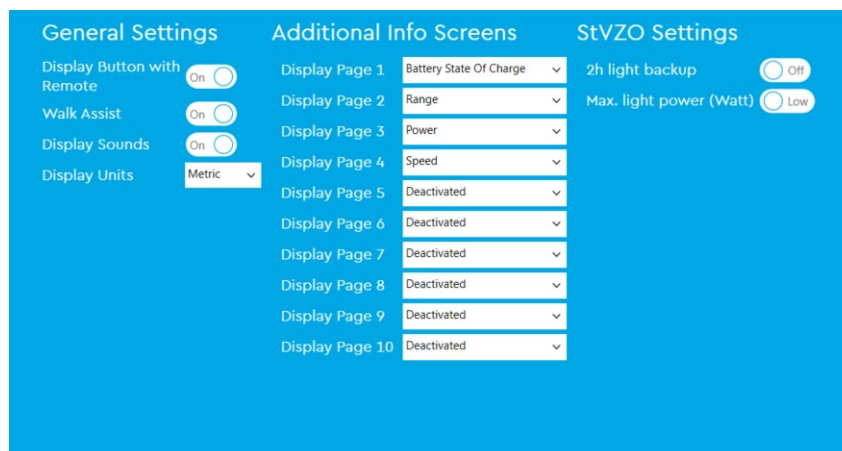 General Settings
Display Button with
Remote
On
Walk Assist
On
Display Sounds
On
Display Units
Metric
Additional Info Screens
Display Page 1 Battery State Of Charge
Display Page 2 Range
Display Page 3 Power
Display Page 4 Speed
Display Page 5 Deactivated
Display Page 6 Deactivated
Display Page 7 Deactivated
Display Page 8 Deactivated
Display Page 9 Deactivated
Display Page 10 Deactivated
StVZO Settings
2h light backup Off
Max. light power (Watt) Low